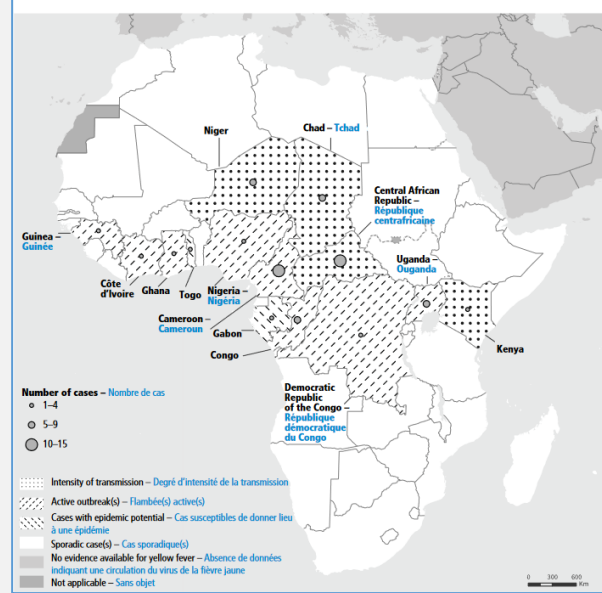 Niger
Chad – Tchad
Central African
Republic –
République
centrafricaine
Guinea –
Guinée
Uganda –
Ouganda
Côte
d'Ivoire
Ghana
Togo
Nigeria –
Nigéria
Cameroon –
Cameroun
Gabon
Congo
Kenya
Democratic
Republic
of the Congo –
République
démocratique
du Congo
Number of cases – Nombre de cas
1–4
5–9
10–15
Intensity of transmission – Degré d'intensité de la transmission
Active outbreak(s) – Flambée(s) active(s)
Cases with epidemic potential – Cas susceptibles de donner lieu
à une épidémie
Sporadic case(s) – Cas sporadique(s)
No evidence available for yellow fever – Absence de données
indiquant une circulation du virus de la fièvre jaune
Not applicable – Sans objet
0 300 600
Km